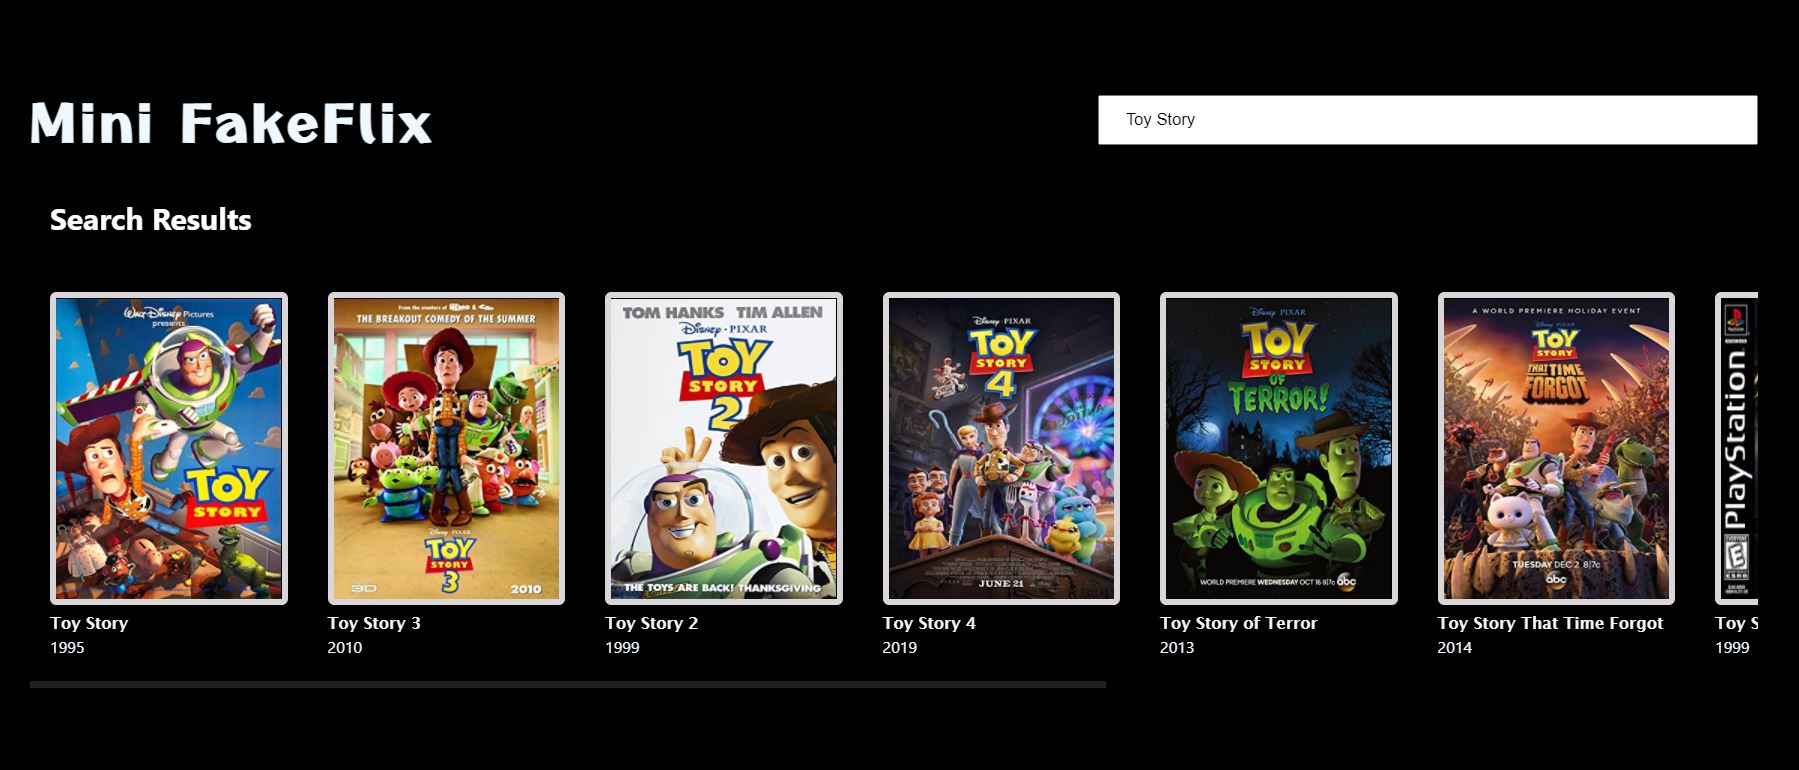 Mini FakeFlix
Toy Story
Search Results
Walt Disney Pictures
presents
TOY
STORY
Toy Story
1995
From the creators of
THE BREAKOUT COMEDY OF THE SUMMER
DISNEY · PIXAR
TOY
STORY
3
3D
2010
Toy Story 3
2010
TOM HANKS TIM ALLEN
DISNEY · PIXAR
TOY
STORY
2
THE TOYS ARE BACK! THANKSGIVING
Toy Story 2
1999
DISNEY · PIXAR
TOY
STORY
4
JUNE 21
Toy Story 4
2019
DISNEY PIXAR
TOY
STORY
OF
TERROR!
WORLD PREMIERE WEDNESDAY OCT 16 8|7c abc
Toy Story of Terror
2013
A WORLD PREMIERE HOLIDAY EVENT
DISNEY PIXAR
TOY
STORY
THAT TIME
FORGOT
TUESDAY DEC 2 8|7c
abc
Toy Story That Time Forgot
2014
PlayStation
EVERYONE
E
ESRB
Toy S
1999